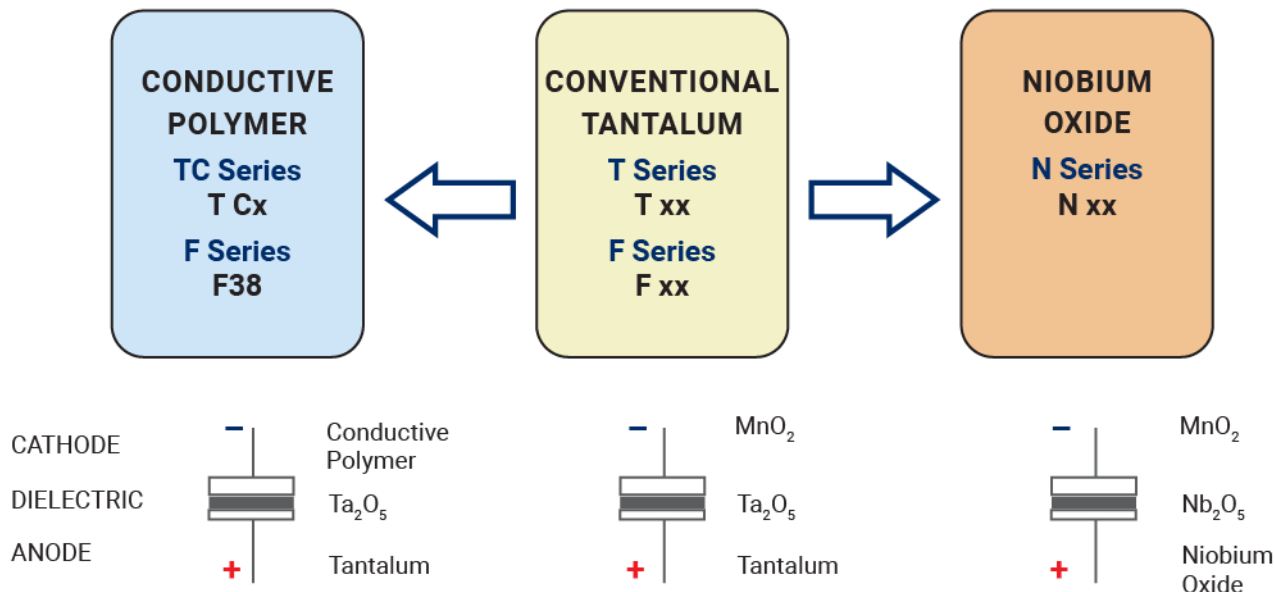 CONDUCTIVE
POLYMER
TC Series
T Cx
F Series
F38
CONVENTIONAL
TANTALUM
T Series
T xx
F Series
F xx
NIOBIUM
OXIDE
N Series
N xx
CATHODE
DIELECTRIC
ANODE
−
Conductive
Polymer
Ta₂O₅
+
Tantalum
−
MnO₂
Ta₂O₅
+
Tantalum
−
MnO₂
Nb₂O₅
+
Niobium
Oxide